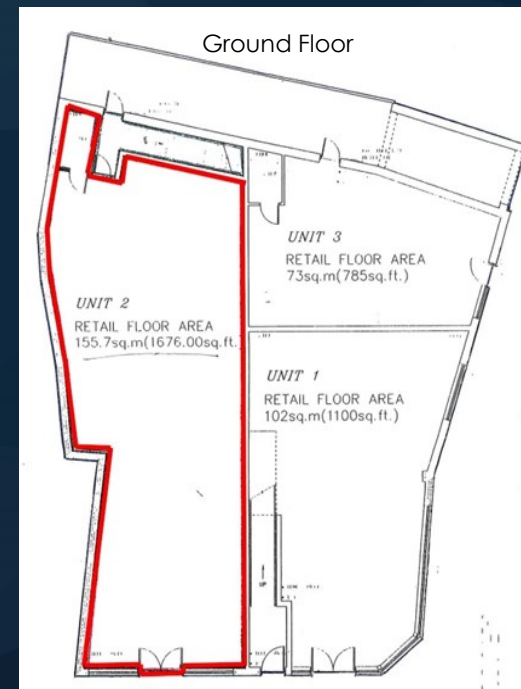 Ground Floor
UNIT 3
RETAIL FLOOR AREA
73sq.m(785sq.ft.)
UNIT 2
RETAIL FLOOR AREA
155.7sq.m(1676.00sq.ft.
UNIT 1
RETAIL FLOOR AREA
102sq.m(1100sq.ft.)
UP